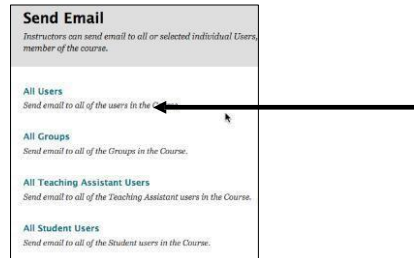 Send Email
Instructors can send email to all or selected individual Users,
member of the course.
All Users
Send email to all of the users in the
All Groups
Send email to all of the Groups in the Course.
All Teaching Assistant Users
Send email to all of the Teaching Assistant users in the Course.
All Student Users
Send email to all of the Student users in the Course.